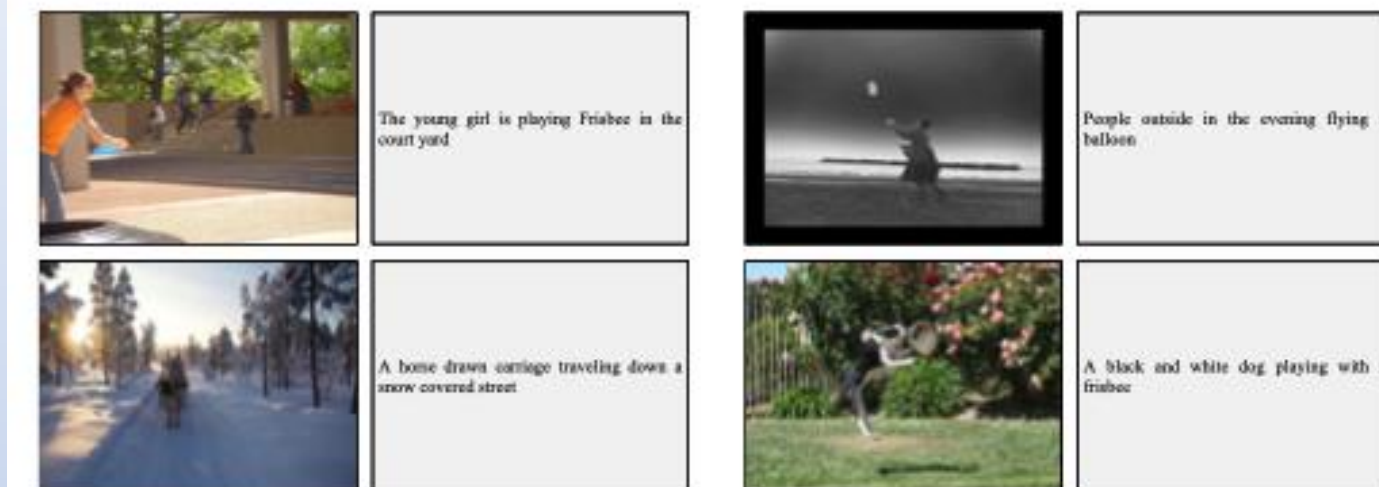 The young girl is playing Frisbee in the
court yard
People outside in the evening flying
balloon
A horse drawn carriage traveling down a
snow covered street
A black and white dog playing with
frisbee